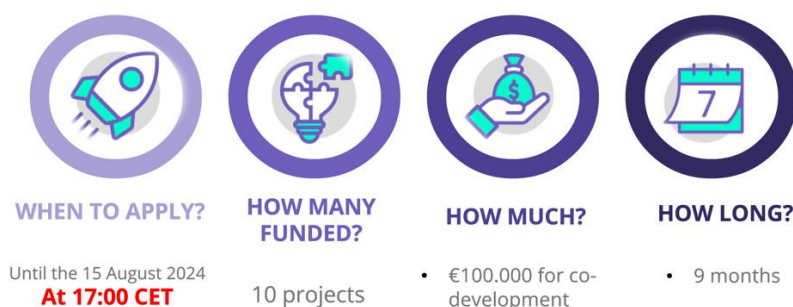 $
7
WHEN TO APPLY?
Until the 15 August 2024
At 17:00 CET
HOW MANY
FUNDED?
10 projects
HOW MUCH?
• €100.000 for co-
development
HOW LONG?
• 9 months